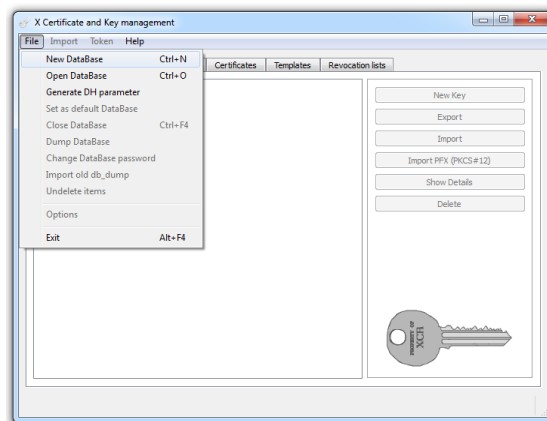 X Certificate and Key management
File Import Token Help
New DataBase Ctrl+N
Open DataBase Ctrl+O
Generate DH parameter
Set as default DataBase
Close DataBase Ctrl+F4
Dump DataBase
Change DataBase password
Import old db_dump
Undelete items
Options
Exit Alt+F4
Certificates Templates Revocation lists
New Key
Export
Import
Import PFX (PKCS#12)
Show Details
Delete
PROPERTY OF
XCA